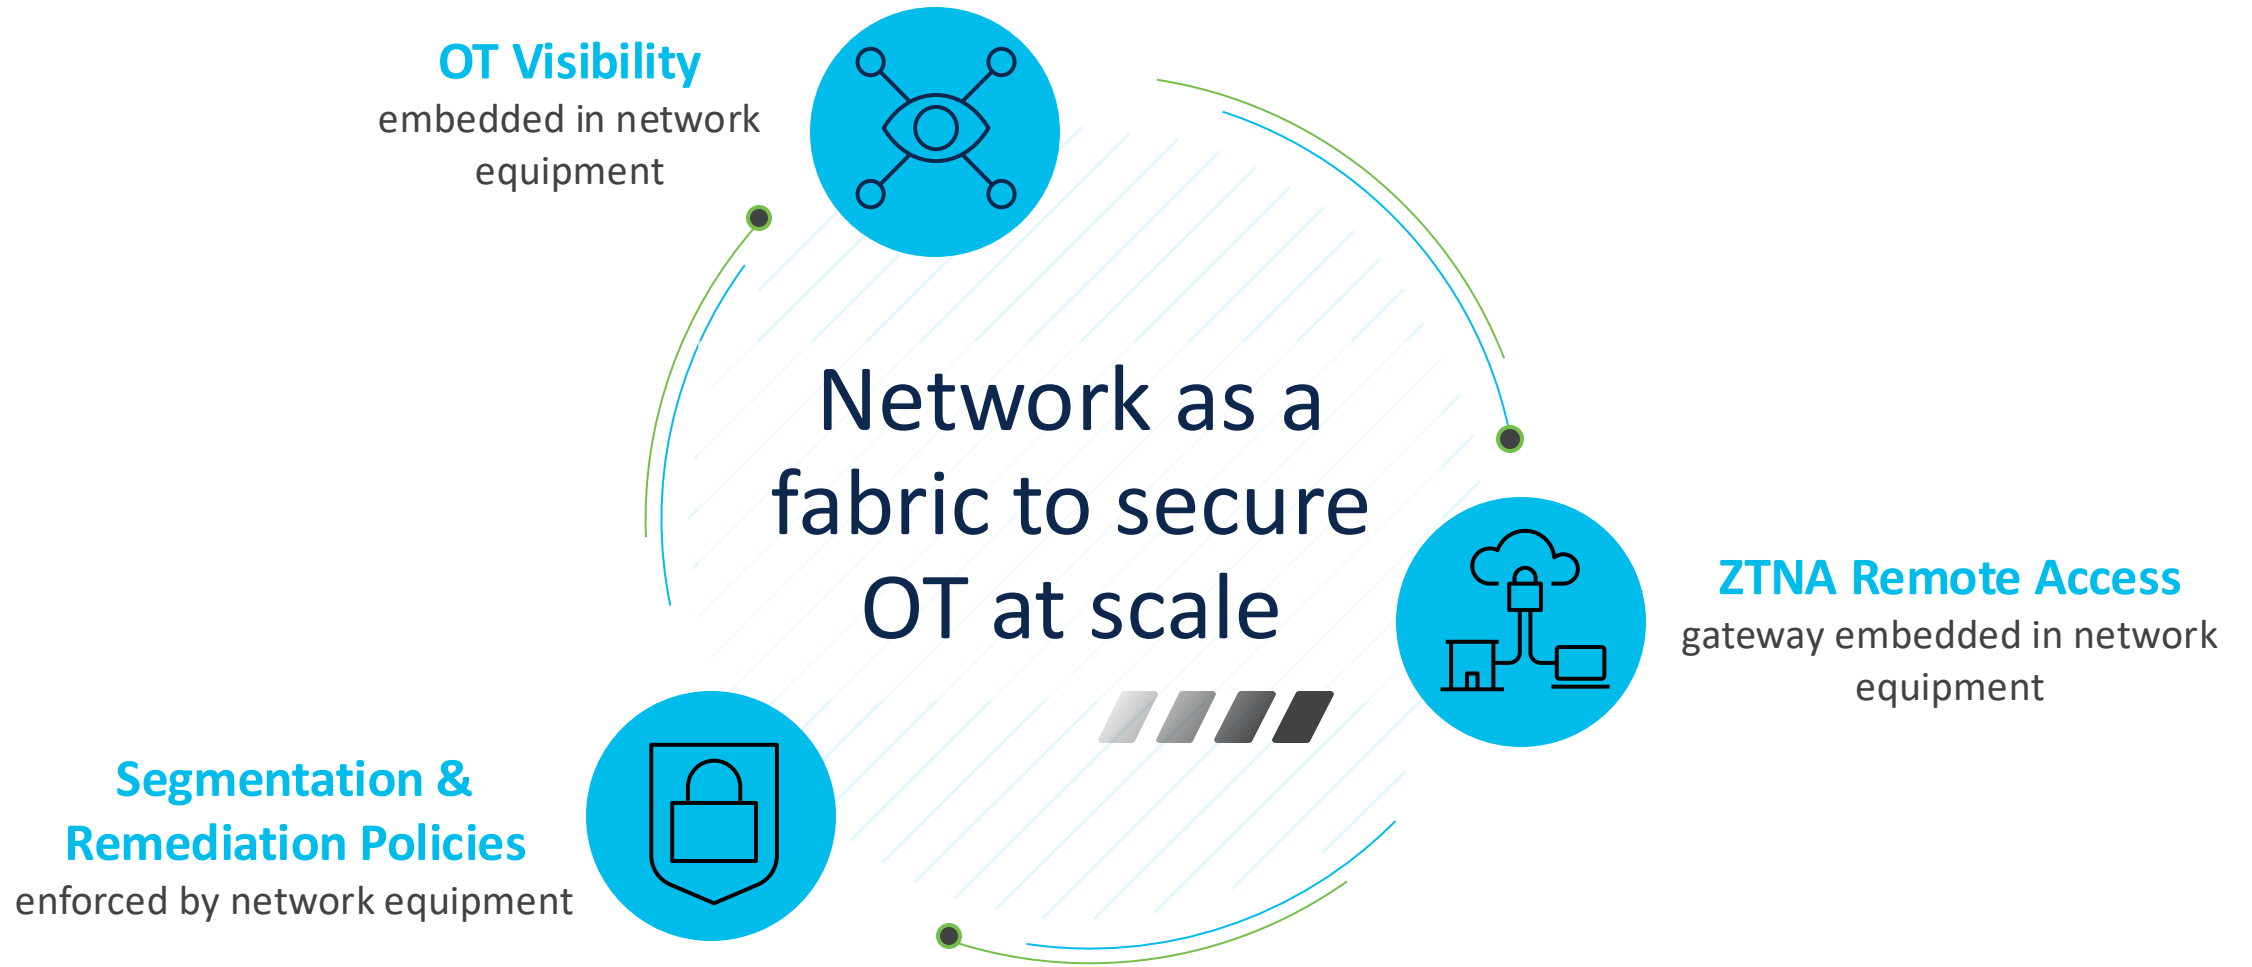 OT Visibility
embedded in network
equipment
Network as a
fabric to secure
OT at scale
ZTNA Remote Access
gateway embedded in network
equipment
Segmentation &
Remediation Policies
enforced by network equipment